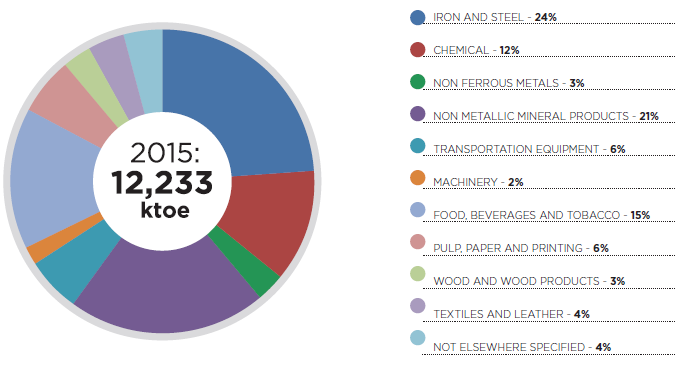 2015:
12,233
ktoe
IRON AND STEEL - 24%
CHEMICAL - 12%
NON FERROUS METALS - 3%
NON METALLIC MINERAL PRODUCTS - 21%
TRANSPORTATION EQUIPMENT - 6%
MACHINERY - 2%
FOOD, BEVERAGES AND TOBACCO - 15%
PULP, PAPER AND PRINTING - 6%
WOOD AND WOOD PRODUCTS - 3%
TEXTILES AND LEATHER - 4%
NOT ELSEWHERE SPECIFIED - 4%